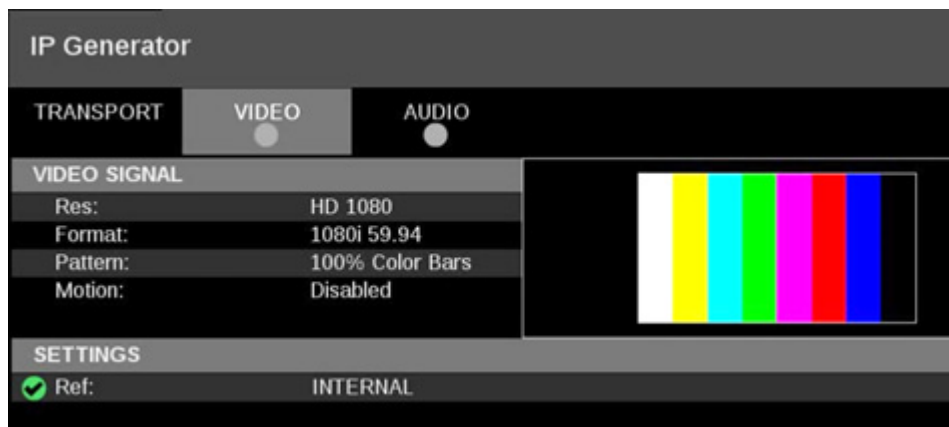 IP Generator
TRANSPORT VIDEO AUDIO
VIDEO SIGNAL
Res: HD 1080
Format: 1080i 59.94
Pattern: 100% Color Bars
Motion: Disabled
SETTINGS
Ref: INTERNAL